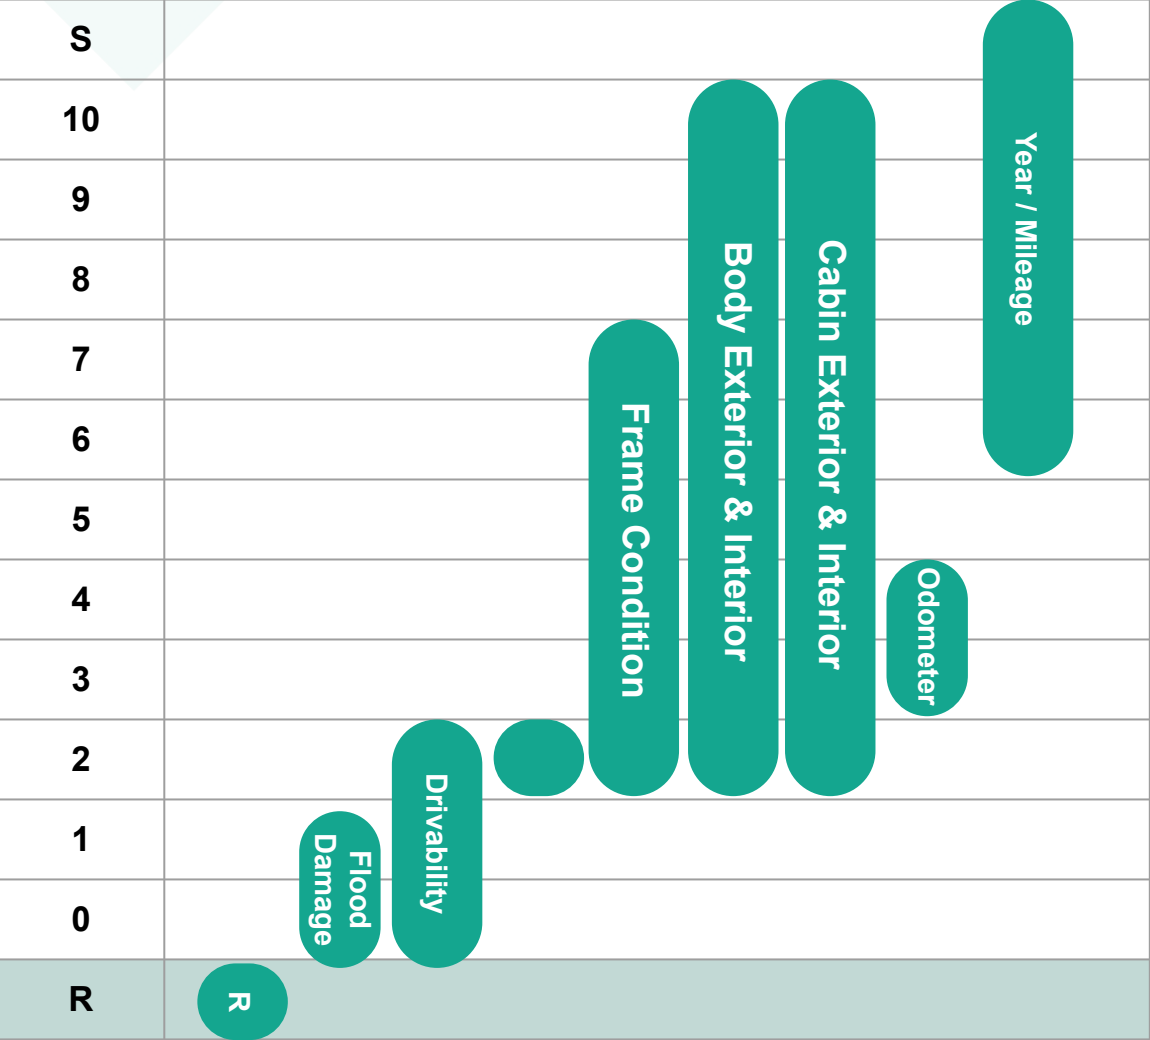 S
10
9
8
7
6
5
4
3
2
1
0
R
R
Flood
Damage
Drivability
Frame Condition
Body Exterior & Interior
Cabin Exterior & Interior
Odometer
Year / Mileage